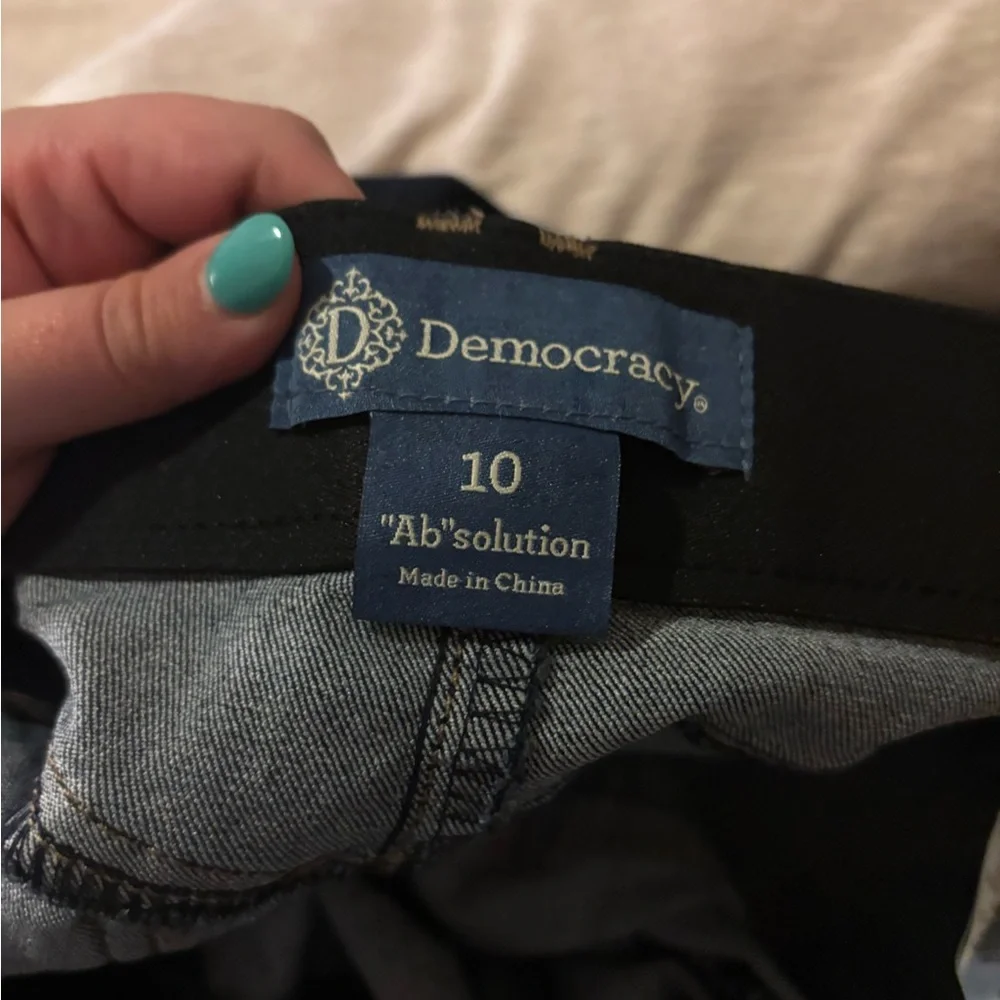 D Democracy®
10
"Ab"solution
Made in China